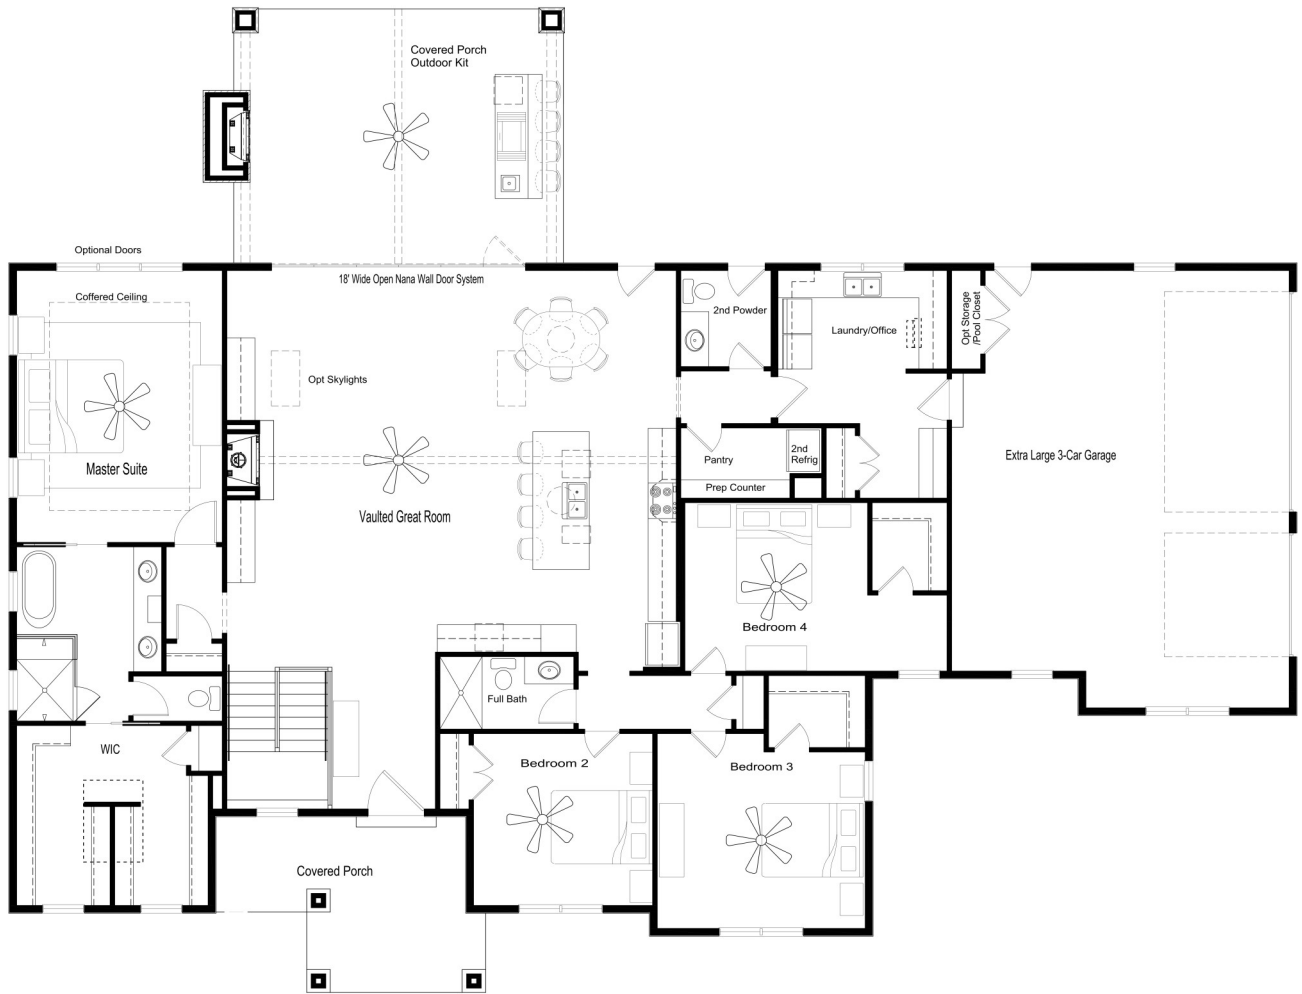 Covered Porch
Outdoor Kit
Optional Doors
18' Wide Open Nana Wall Door System
Coffered Ceiling
2nd Powder
Laundry/Office
Opt Storage
/Pool Closet
Opt Skylights
Master Suite
Pantry
2nd
Refrig
Prep Counter
Extra Large 3-Car Garage
Vaulted Great Room
Bedroom 4
Full Bath
WIC
Bedroom 2
Bedroom 3
Covered Porch